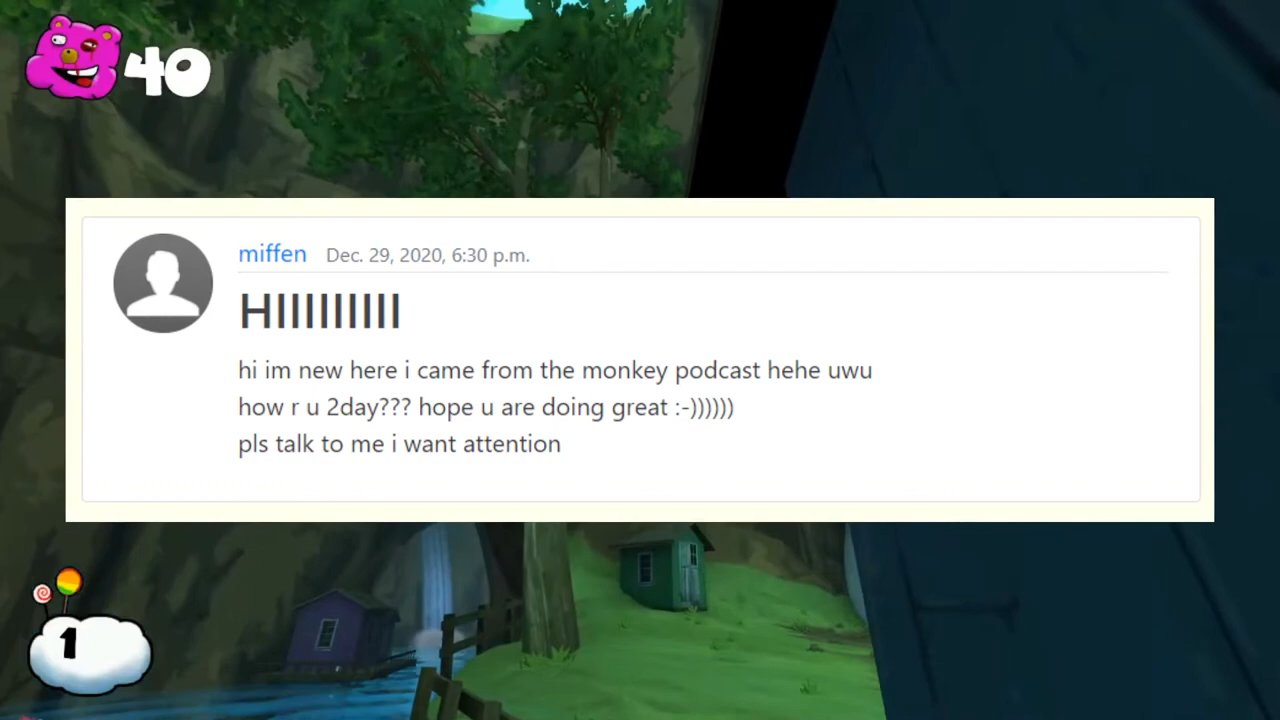 40
miffen Dec. 29, 2020, 6:30 p.m.
HIIIIIIIII
hi im new here i came from the monkey podcast hehe uwu
how r u 2day??? hope u are doing great :-))))))
pls talk to me i want attention
1